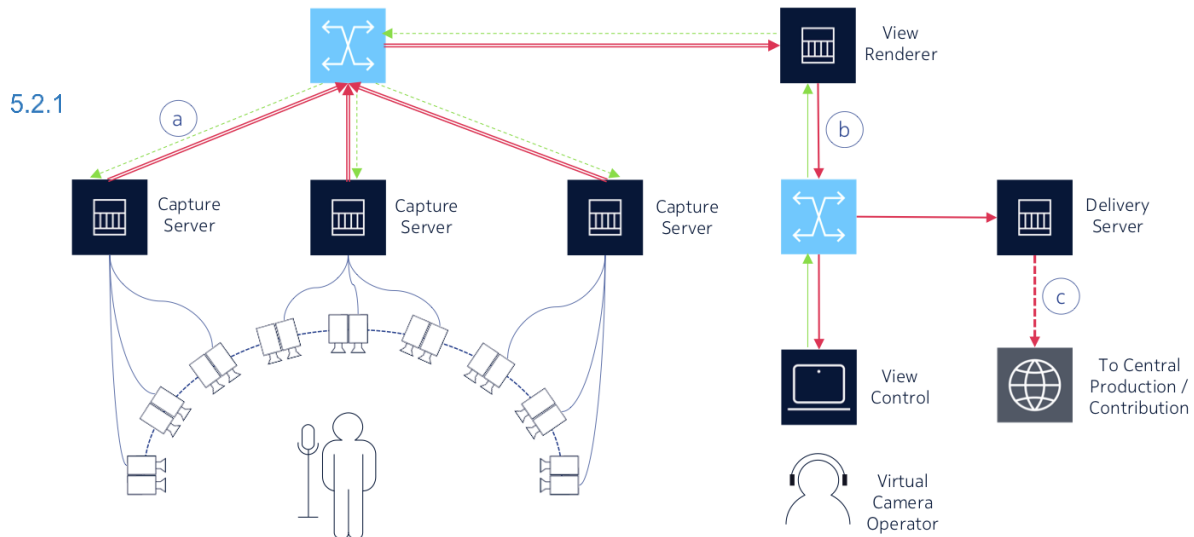 View
Renderer
5.2.1
a
b
Capture
Server
Capture
Server
Capture
Server
Delivery
Server
c
View
Control
To Central
Production /
Contribution
Virtual
Camera
Operator